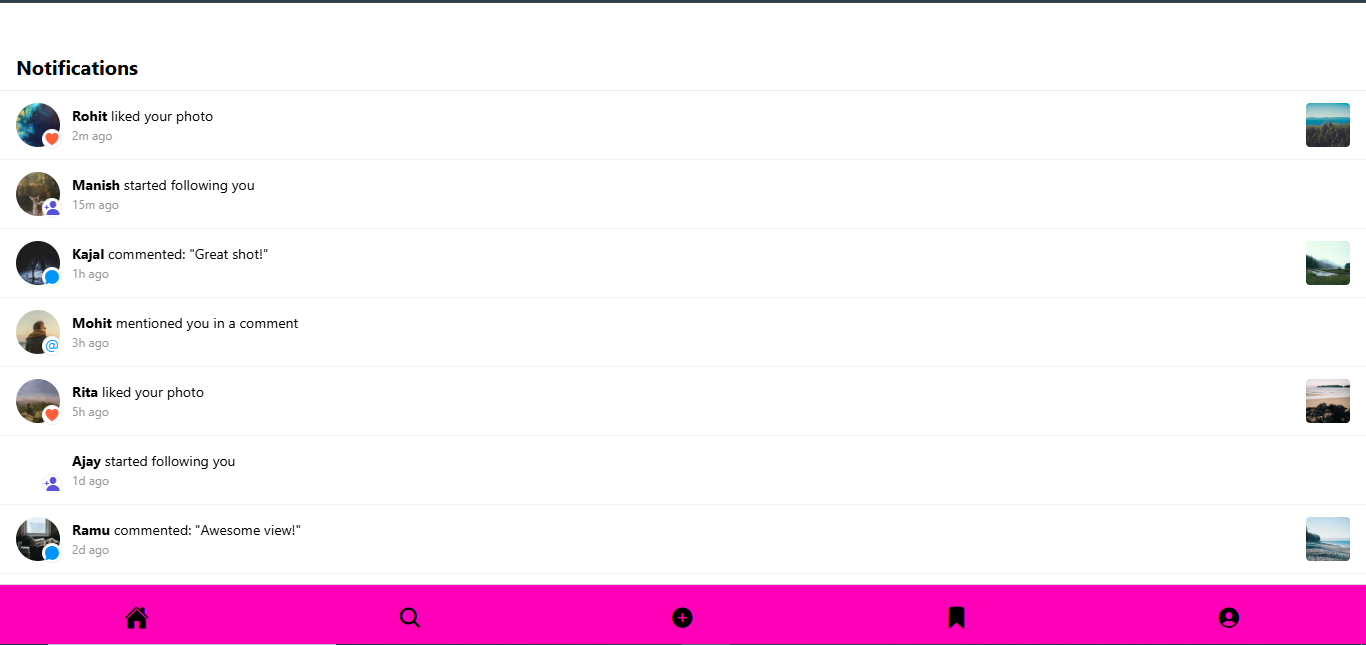 Notifications
Rohit liked your photo
2m ago
Manish started following you
15m ago
Kajal commented: "Great shot!"
1h ago
Mohit mentioned you in a comment
3h ago
Rita liked your photo
5h ago
Ajay started following you
1d ago
Ramu commented: "Awesome view!"
2d ago